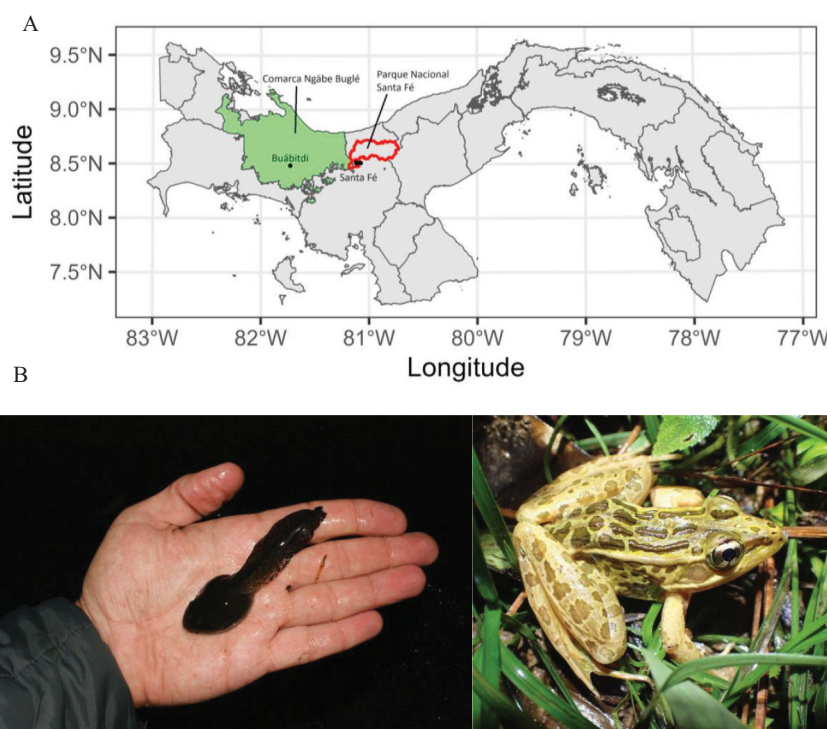 A
9.5°N
9.0°N
8.5°N
8.0°N
7.5°N
Latitude
Comarca Ngäbe Buglé
Parque Nacional
Santa Fé
Buäbitdí
Santa Fé
83°W 82°W 81°W 80°W 79°W 78°W 77°W
Longitude
B